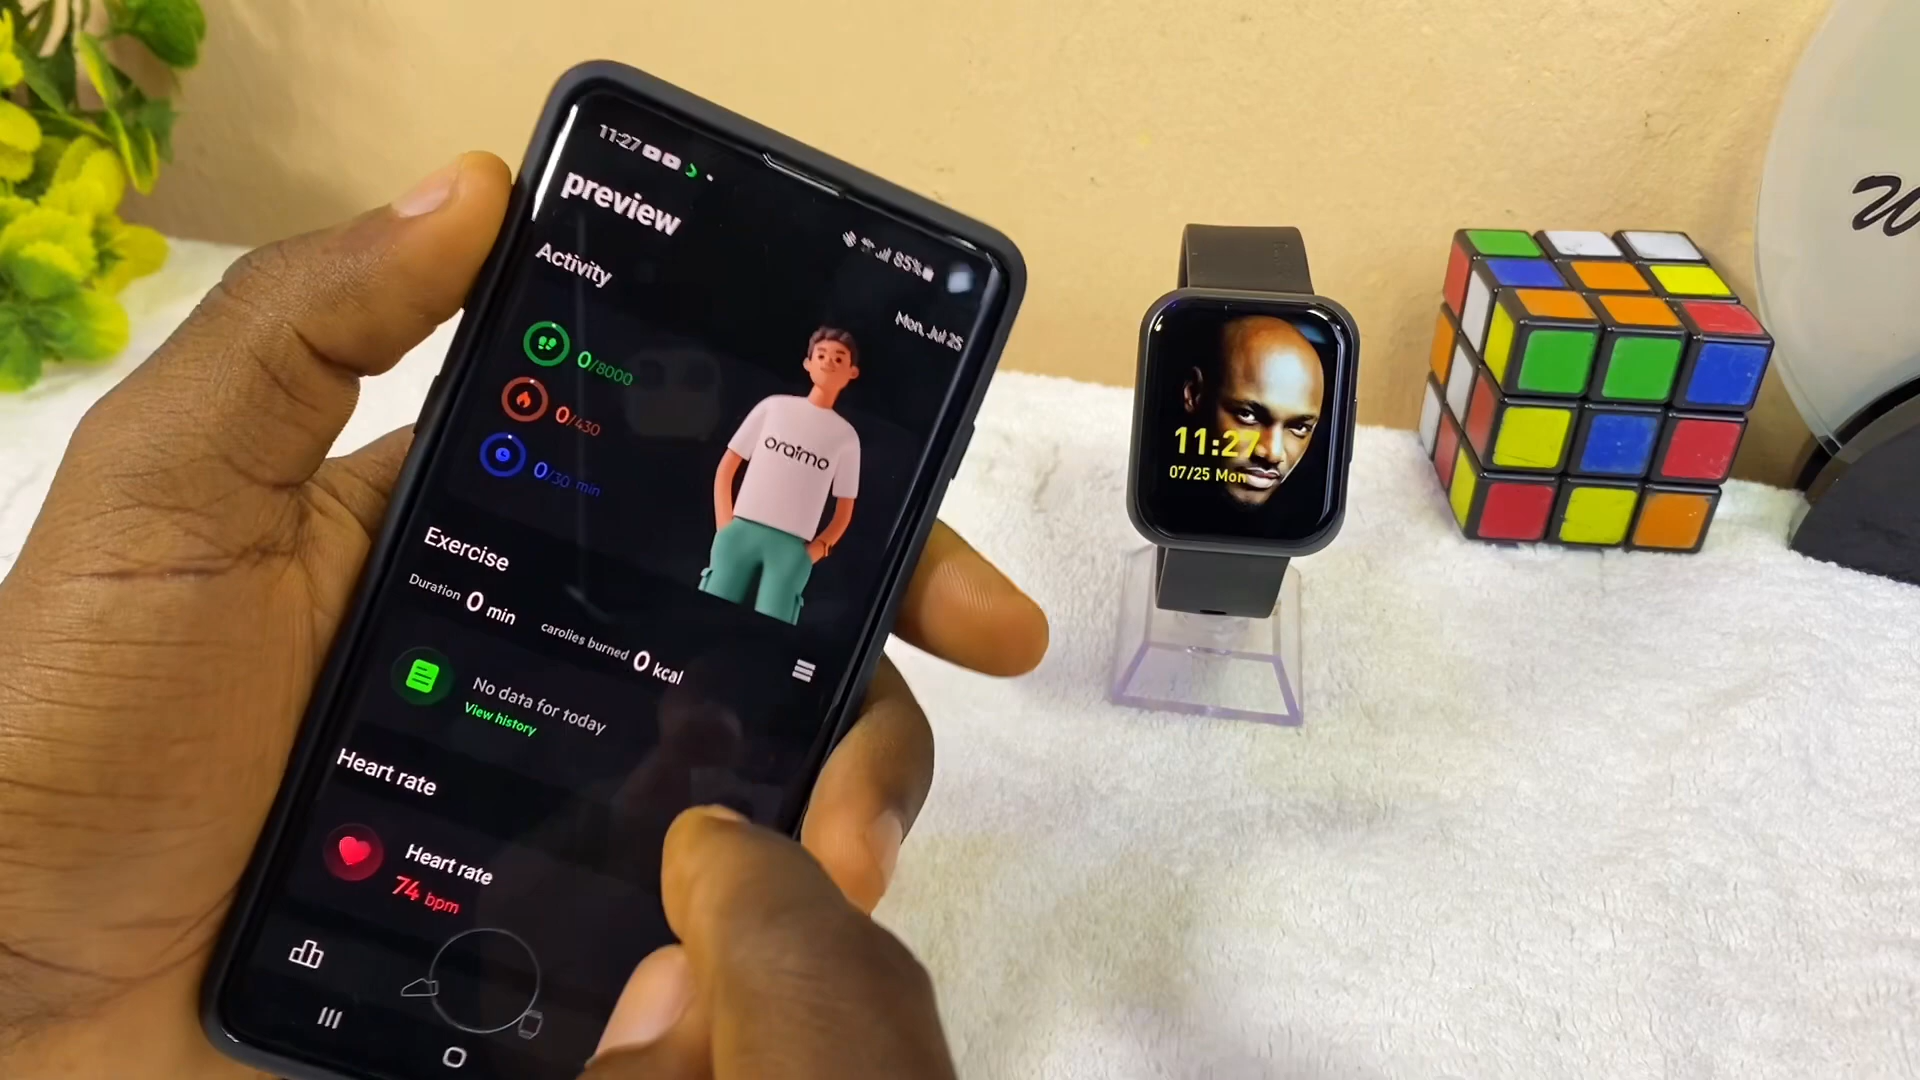 11:27
85%
preview
Activity
Mon, Jul 25
0/8000
0/430
0/30 min
oraimo
Exercise
Duration 0 min
carolies burned 0 kcal
No data for today
View history
Heart rate
Heart rate
74 bpm
11:27
07/25 Mon
W